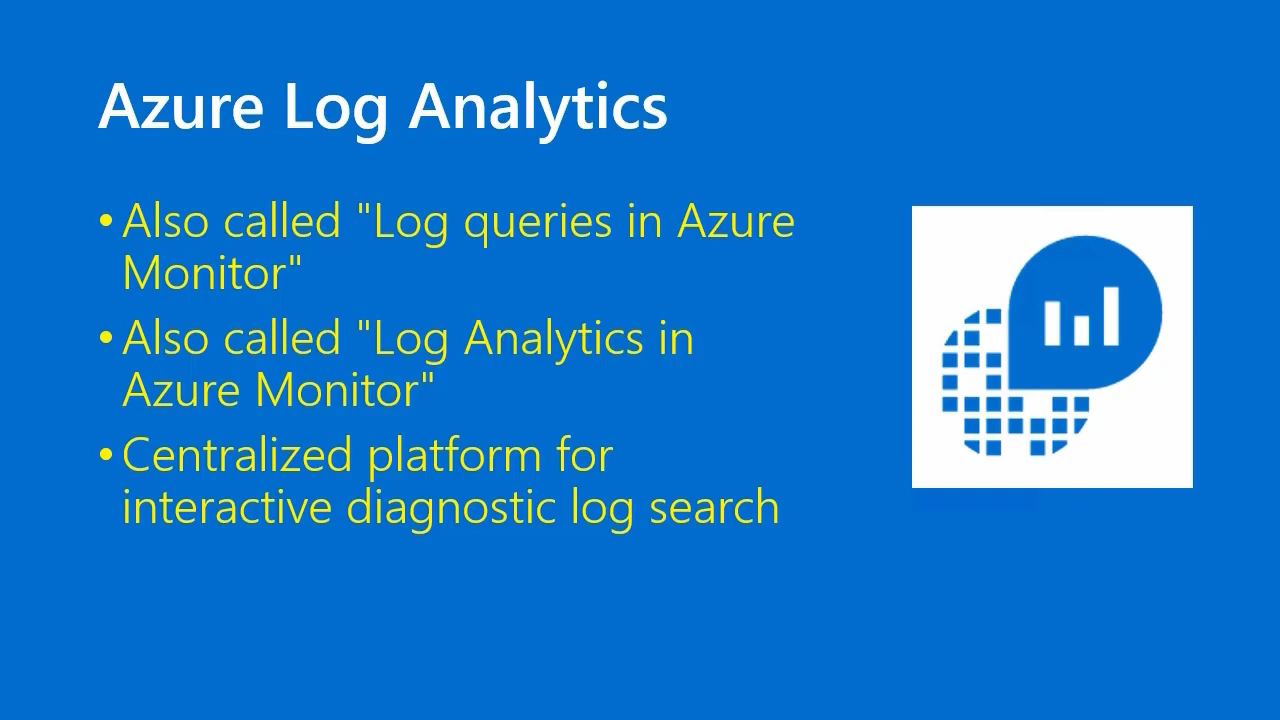 Azure Log Analytics
•Also called "Log queries in Azure
Monitor"
•Also called "Log Analytics in
Azure Monitor"
•Centralized platform for
interactive diagnostic log search